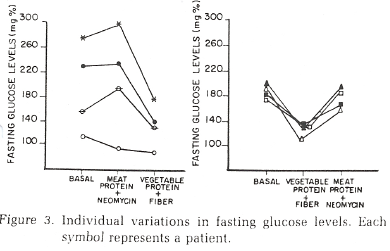 FASTING GLUCOSE LEVELS (mg %)
300
260
220
180
140
100
BASAL
MEAT
PROTEIN
+
NEOMYCIN
VEGETABLE
PROTEIN
+
FIBER
FASTING GLUCOSE LEVELS (mg %)
300
260
220
180
140
100
BASAL
VEGETABLE
PROTEIN
+
FIBER
MEAT
PROTEIN
+
NEOMYCIN
Figure 3. Individual variations in fasting glucose levels. Each
symbol represents a patient.